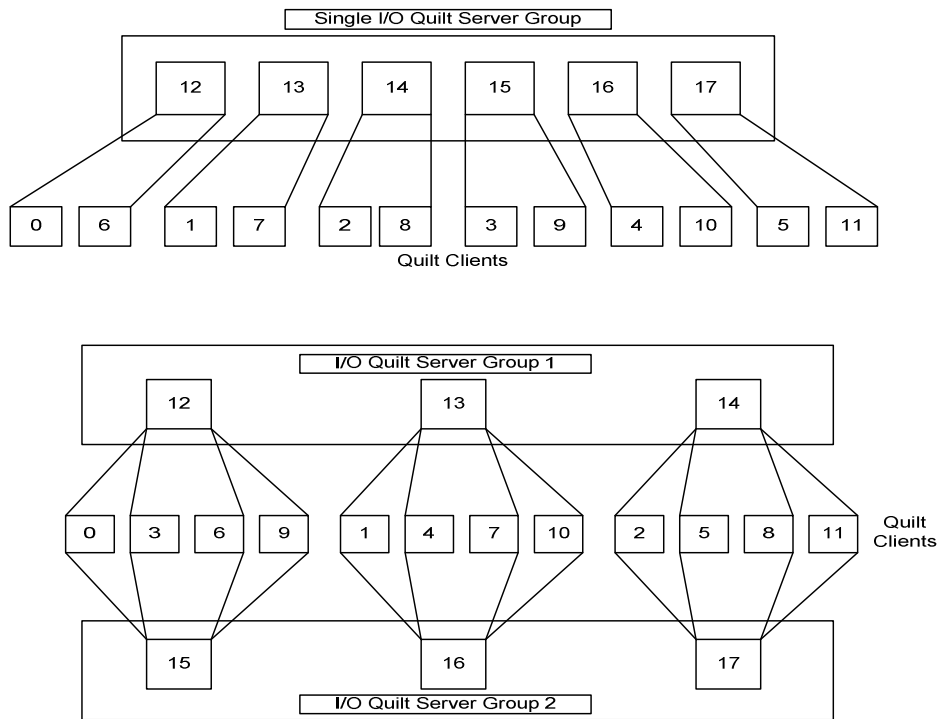 Single I/O Quilt Server Group
12 13 14 15 16 17
0 6 1 7 2 8 3 9 4 10 5 11
Quilt Clients
I/O Quilt Server Group 1
12 13 14
0 3 6 9 1 4 7 10 2 5 8 11
Quilt
Clients
15 16 17
I/O Quilt Server Group 2